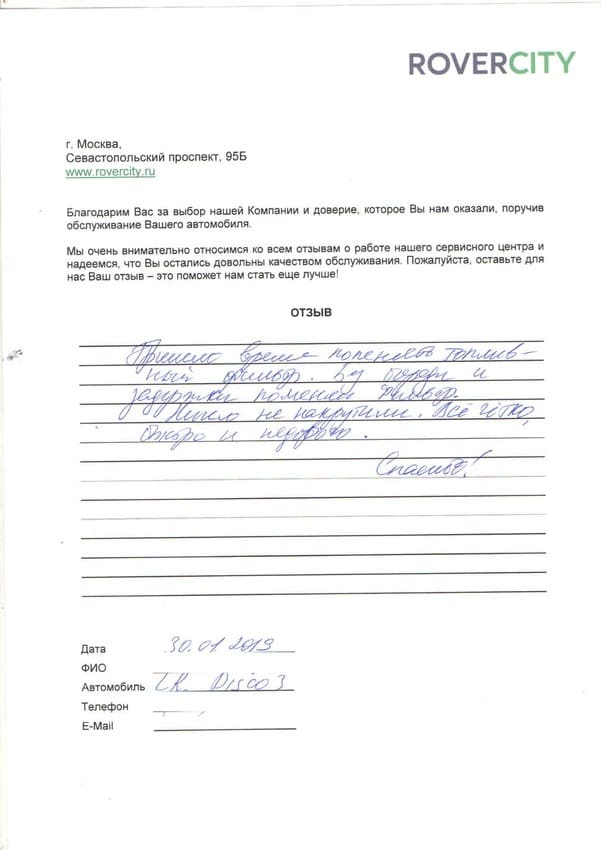 ROVERCITY
г. Москва,
Севастопольский проспект, 95Б
www.rovercity.ru
Благодарим Вас за выбор нашей Компании и доверие, которое Вы нам оказали, поручив
обслуживание Вашего автомобиля.
Мы очень внимательно относимся ко всем отзывам о работе нашего сервисного центра и
надеемся, что Вы остались довольны качеством обслуживания. Пожалуйста, оставьте для
нас Ваш отзыв – это поможет нам стать еще лучше!
ОТЗЫВ
Пришло время поменять топлив-
ный фильтр. Без и
задержки поменяли фильтр.
Ничего не накрутили. Всё чётко,
быстро и недорого.
Спасибо!
Дата 30.01.2019
ФИО
Автомобиль LR Disco 3
Телефон
E-Mail